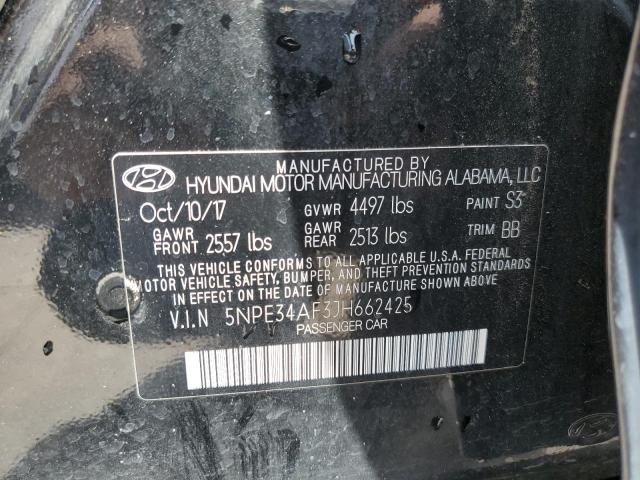 MANUFACTURED BY
HYUNDAI MOTOR MANUFACTURING ALABAMA, LLC
Oct/10/17 GVWR 4497 lbs PAINT S3
GAWR FRONT 2557 lbs GAWR REAR 2513 lbs TRIM BB
THIS VEHICLE CONFORMS TO ALL APPLICABLE U.S.A. FEDERAL
MOTOR VEHICLE SAFETY, BUMPER, AND THEFT PREVENTION STANDARDS
IN EFFECT ON THE DATE OF MANUFACTURE SHOWN ABOVE.
V.I.N 5NPE34AF3JH662425
PASSENGER CAR